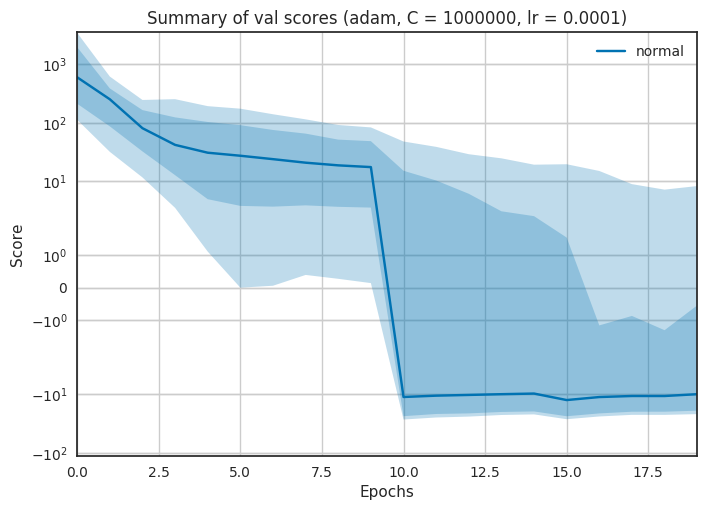 Summary of val scores (adam, C = 1000000, lr = 0.0001)
normal
Score
10³
10²
10¹
10⁰
0
−10⁰
−10¹
−10²
0.0 2.5 5.0 7.5 10.0 12.5 15.0 17.5
Epochs